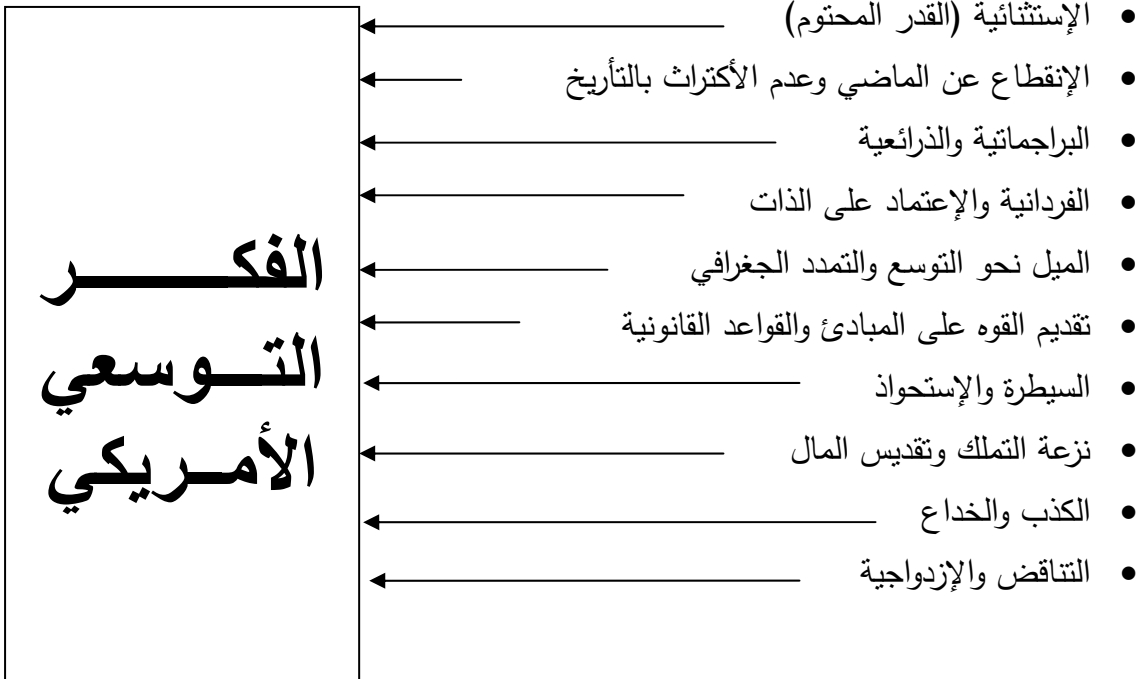 • الإستثنائية (القدر المحتوم)
• الإنقطاع عن الماضي وعدم الأكتراث بالتأريخ
• البراجماتية والذرائعية
• الفردانية والإعتماد على الذات
• الميل نحو التوسع والتمدد الجغرافي
• تقديم القوه على المبادئ والقواعد القانونية
• السيطرة والإستحواذ
• نزعة التملك وتقديس المال
• الكذب والخداع
• التناقض والإزدواجية
الفكـــــر
التــوسعي
الأمــريكي